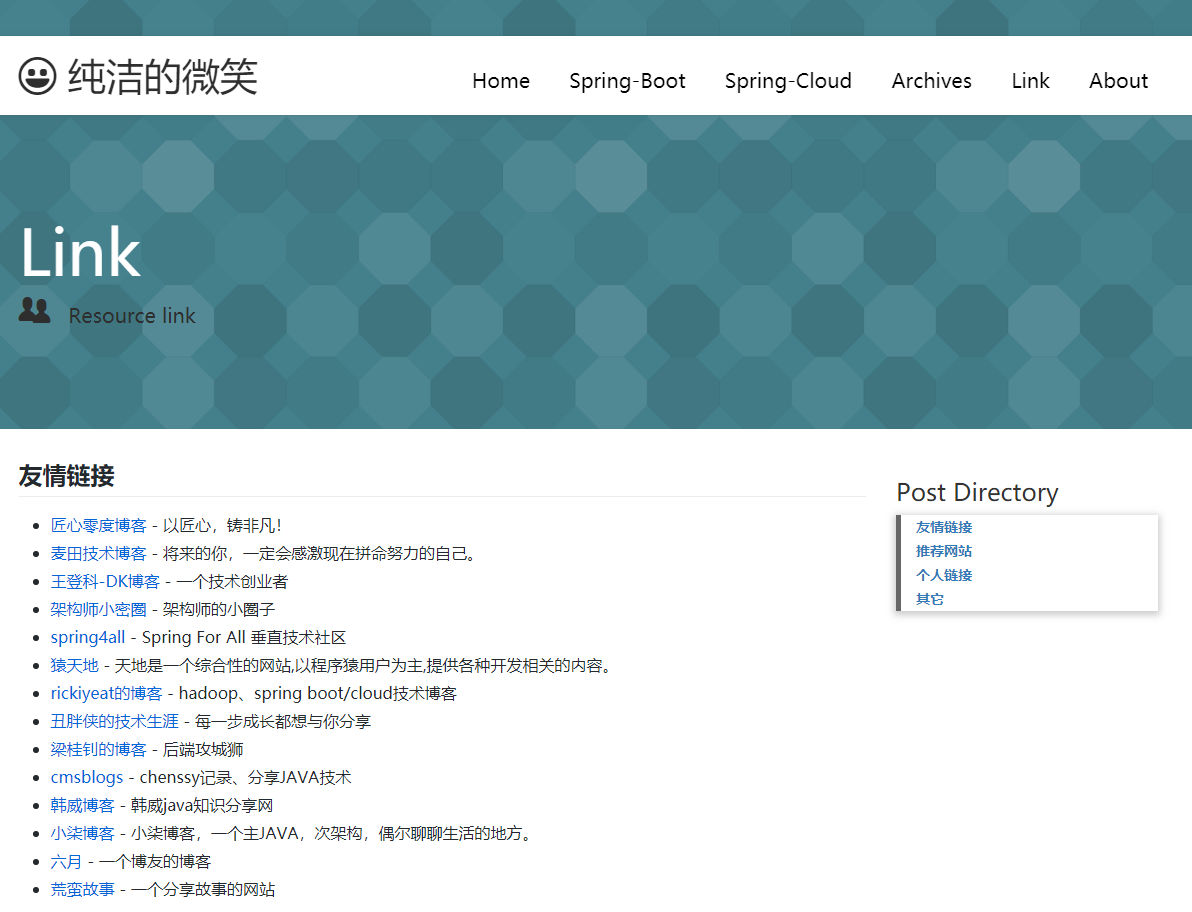 纯洁的微笑
Home Spring-Boot Spring-Cloud Archives Link About
Link
Resource link
友情链接
匠心零度博客 - 以匠心，铸非凡！
麦田技术博客 - 将来的你，一定会感激现在拼命努力的自己。
王登科-DK博客 - 一个技术创业者
架构师小密圈 - 架构师的小圈子
spring4all - Spring For All 垂直技术社区
猿天地 - 天地是一个综合性的网站,以程序猿用户为主,提供各种开发相关的内容。
rickiyeat的博客 - hadoop、spring boot/cloud技术博客
丑胖侠的技术生涯 - 每一步成长都想与你分享
梁桂钊的博客 - 后端攻城狮
cmsblogs - chenssy记录、分享JAVA技术
韩威博客 - 韩威java知识分享网
小柒博客 - 小柒博客，一个主JAVA，次架构，偶尔聊聊生活的地方。
六月 - 一个博友的博客
荒蛮故事 - 一个分享故事的网站
Post Directory
友情链接
推荐网站
个人链接
其它